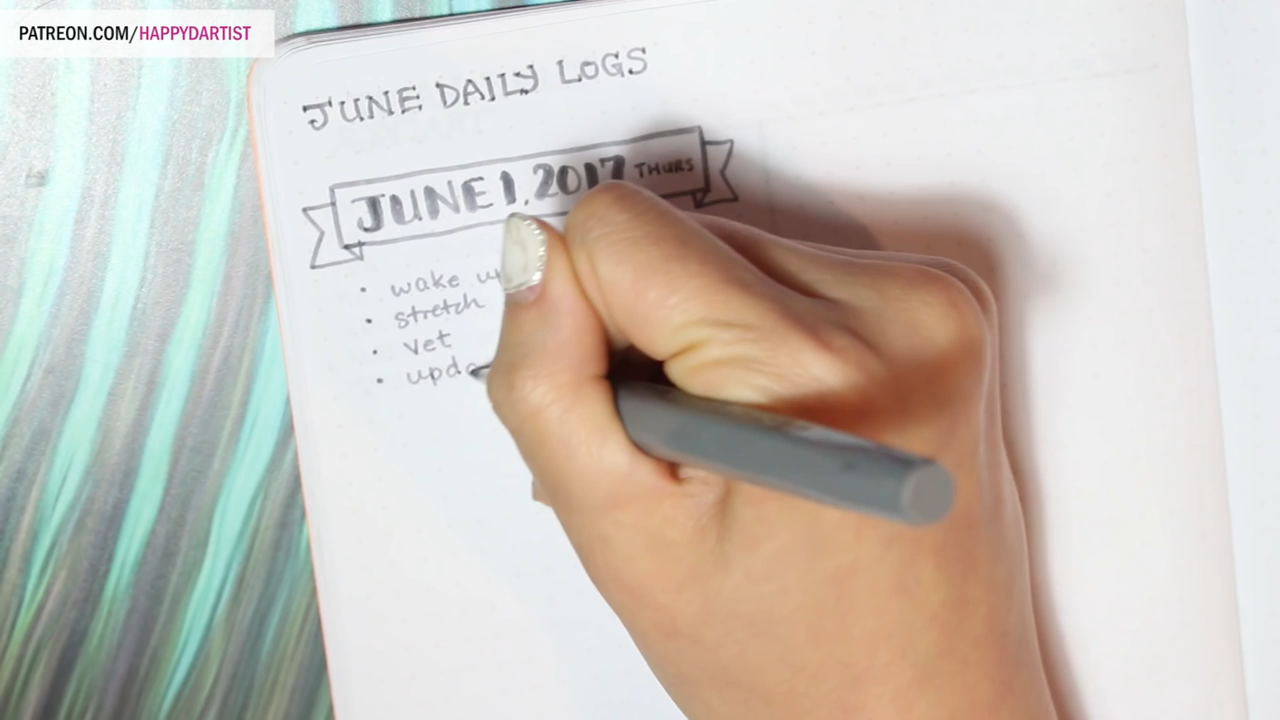 PATREON.COM/HAPPYDARTIST
JUNE DAILY LOGS
JUNE 1, 2017 THURS
• wake
• stretch
• vet
•